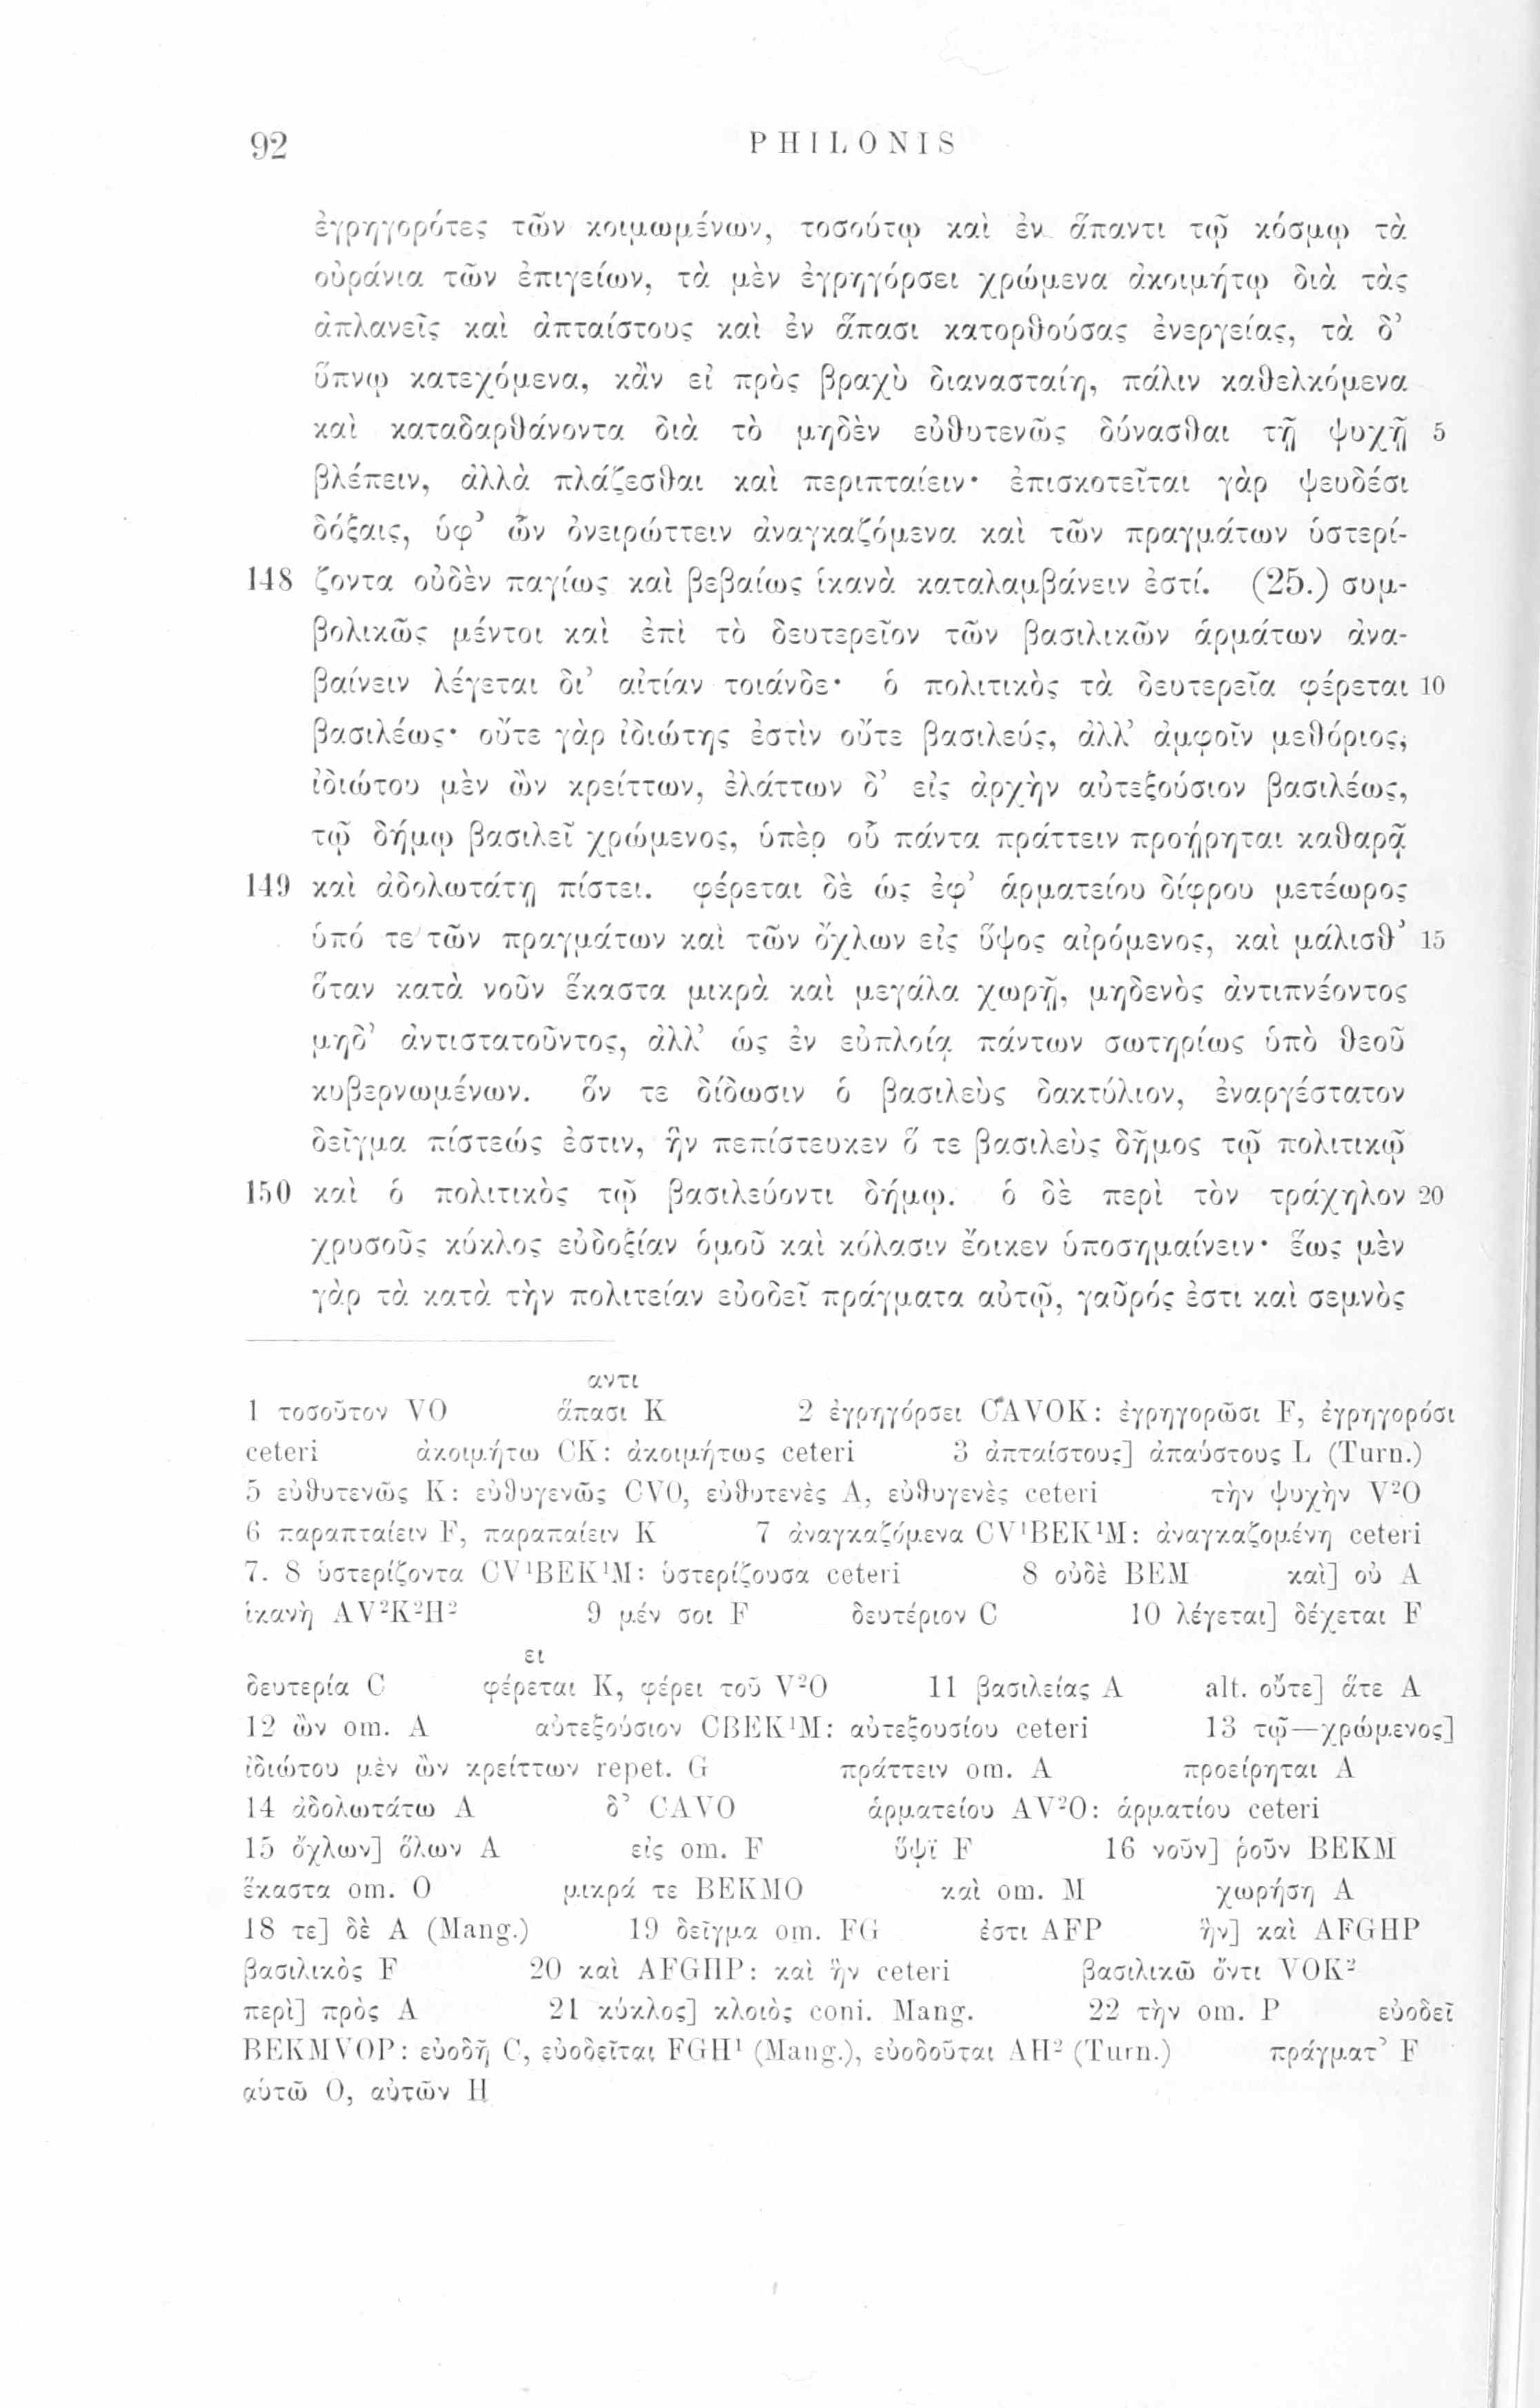 92 PHILONIS
ἐγρηγορότες τῶν κοιμωμένων, τοσούτῳ καὶ ἐν ἅπαντι τῷ κόσμῳ τὰ
οὐράνια τῶν ἐπιγείων, τὰ μὲν ἐγρηγόρσει χρώμενα ἀκοιμήτῳ διὰ τὰς
ἀπλανεῖς καὶ ἀπταίστους καὶ ἐν ἅπασι κατορθούσας ἐνεργείας, τὰ δ’
ὕπνῳ κατεχόμενα, κἂν εἰ πρὸς βραχὺ διανασταίη, πάλιν καθελκόμενα
καὶ καταδαρθάνοντα διὰ τὸ μηδὲν εὐθυτενῶς δύνασθαι τῇ ψυχῇ 5
βλέπειν, ἀλλὰ πλάζεσθαι καὶ περιπταίειν· ἐπισκοτεῖται γὰρ ψευδέσι
δόξαις, ὑφ’ ὧν ὀνειρώττειν ἀναγκαζόμενα καὶ τῶν πραγμάτων ὑστερί-
148 ζοντα οὐδὲν παγίως καὶ βεβαίως ἱκανὰ καταλαμβάνειν ἐστί. (25.) συμ-
βολικῶς μέντοι καὶ ἐπὶ τὸ δευτερεῖον τῶν βασιλικῶν ἁρμάτων ἀνα-
βαίνειν λέγεται δι’ αἰτίαν τοιάνδε· ὁ πολιτικὸς τὰ δευτερεῖα φέρεται 10
βασιλέως· οὔτε γὰρ ἰδιώτης ἐστὶν οὔτε βασιλεύς, ἀλλ’ ἀμφοῖν μεθόριος,
ἰδιώτου μὲν ὢν κρείττων, ἐλάττων δ’ εἰς ἀρχὴν αὐτεξούσιον βασιλέως,
τῷ δήμῳ βασιλεῖ χρώμενος, ὑπὲρ οὗ πάντα πράττειν προῄρηται καθαρᾷ
149 καὶ ἀδολωτάτῃ πίστει. φέρεται δὲ ὡς ἐφ’ ἁρματείου δίφρου μετέωρος
ὑπό τε τῶν πραγμάτων καὶ τῶν ὄχλων εἰς ὕψος αἰρόμενος, καὶ μάλισθ’ 15
ὅταν κατὰ νοῦν ἕκαστα μικρὰ καὶ μεγάλα χωρῇ, μηδενὸς ἀντιπνέοντος
μηδ’ ἀντιστατοῦντος, ἀλλ’ ὡς ἐν εὐπλοίᾳ πάντων σωτηρίως ὑπὸ θεοῦ
κυβερνωμένων. ὅν τε δίδωσιν ὁ βασιλεὺς δακτύλιον, ἐναργέστατον
δεῖγμα πίστεώς ἐστιν, ἣν πεπίστευκεν ὅ τε βασιλεὺς δῆμος τῷ πολιτικῷ
150 καὶ ὁ πολιτικὸς τῷ βασιλεύοντι δήμῳ. ὁ δὲ περὶ τὸν τράχηλον 20
χρυσοῦς κύκλος εὐδοξίαν ὁμοῦ καὶ κόλασιν ἔοικεν ὑποσημαίνειν· ἕως μὲν
γὰρ τὰ κατὰ τὴν πολιτείαν εὐοδεῖ πράγματα αὐτῷ, γαῦρός ἐστι καὶ σεμνὸς
αντι
1 τοσοῦτον VO ἅπασι K 2 ἐγρηγόρσει CAVOK: ἐγρηγορῶσι F, ἐγρηγορόσι
ceteri ἀκοιμήτω CK: ἀκοιμήτως ceteri 3 ἀπταίστους] ἀπαύστους L (Turn.)
5 εὐθυτενῶς K: εὐθυγενῶς CVO, εὐθυτενὲς A, εὐθυγενὲς ceteri τὴν ψυχὴν V²O
6 παραπταίειν F, παραπαίειν K 7 ἀναγκαζόμενα CV¹BEK¹M: ἀναγκαζομένη ceteri
7. 8 ὑστερίζοντα CV¹BEK¹M: ὑστερίζουσα ceteri 8 οὐδὲ BEM καὶ] οὐ A
ἱκανὴ AV²K²H² 9 μέν σοι F δευτέριον C 10 λέγεται] δέχεται F
ει
δευτερία C φέρεται K, φέρει τοῦ V²O 11 βασιλείας A alt. οὔτε] ἅτε A
12 ὢν om. A αὐτεξούσιον CBEK¹M: αὐτεξουσίου ceteri 13 τῷ—χρώμενος]
ἰδιώτου μὲν ὢν κρείττων repet. G πράττειν om. A προείρηται A
14 ἀδολωτάτω A δ’ CAVO ἁρματείου AV²O: ἁρματίου ceteri
15 ὄχλων] ὅλων A εἰς om. F ὕψϊ F 16 νοῦν] ῥοῦν BEKM
ἕκαστα om. O μικρά τε BEKMO καὶ om. M χωρήση A
18 τε] δὲ A (Mang.) 19 δεῖγμα om. FG ἐστι AFP ἣν] καὶ AFGHP
βασιλικὸς F 20 καὶ AFGHP: καὶ ἣν ceteri βασιλικῶ ὄντι VOK²
περὶ] πρὸς A 21 κύκλος] κλοιὸς coni. Mang. 22 τὴν om. P εὐοδεῖ
BEKMVOP: εὐοδῆ C, εὐοδεῖται FGH¹ (Mang.), εὐοδοῦται AH² (Turn.) πράγματ’ F
αὑτῶ O, αὐτῶν H